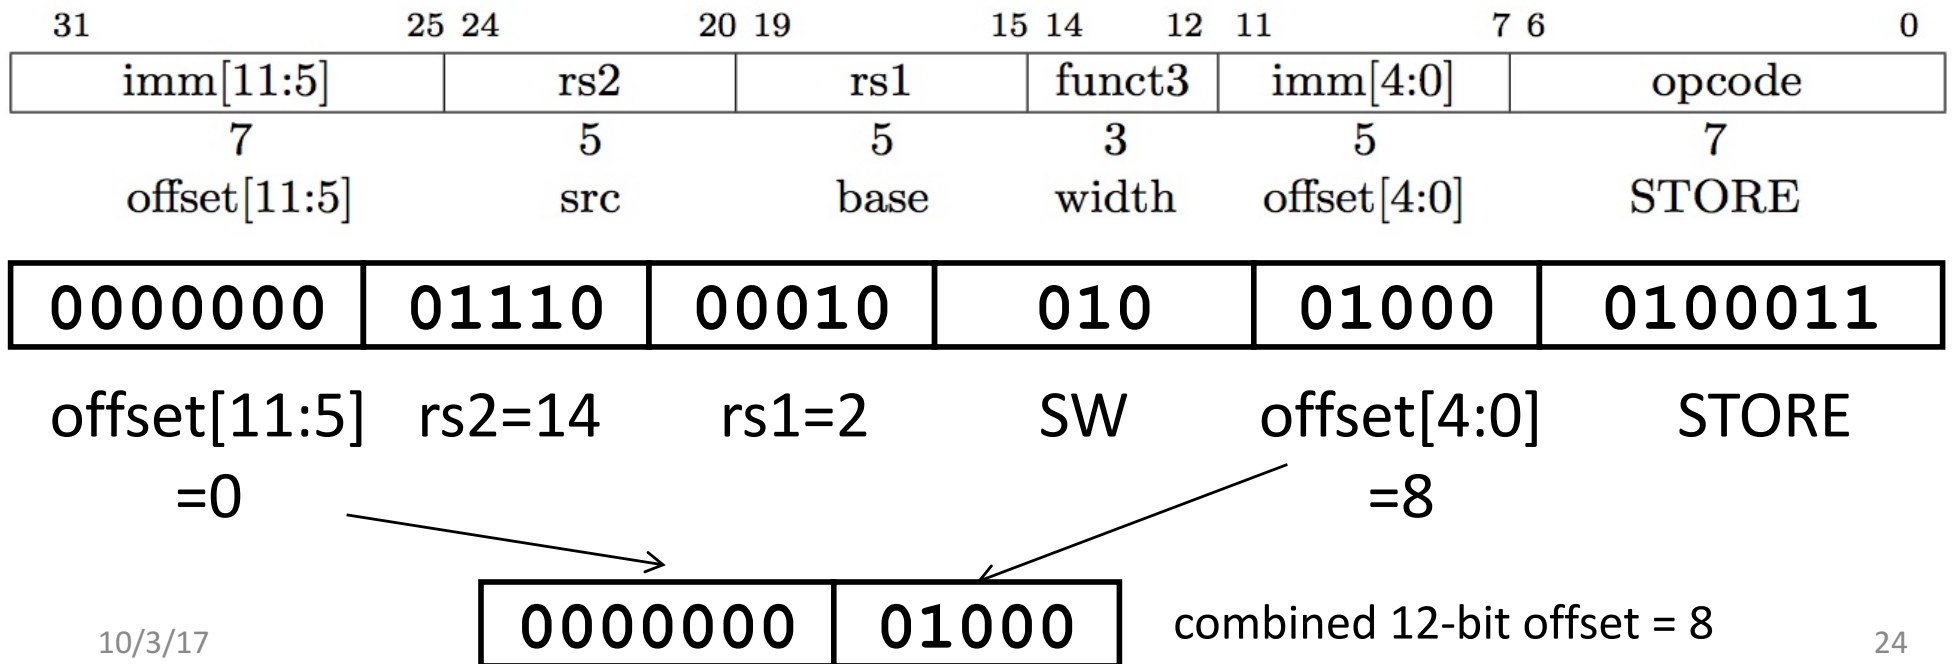 31 25 24 20 19 15 14 12 11 7 6 0
imm[11:5] rs2 rs1 funct3 imm[4:0] opcode
7 5 5 3 5 7
offset[11:5] src base width offset[4:0] STORE
0000000 01110 00010 010 01000 0100011
offset[11:5] rs2=14 rs1=2 SW offset[4:0] STORE
=0 =8
0000000 01000 combined 12-bit offset = 8
10/3/17 24